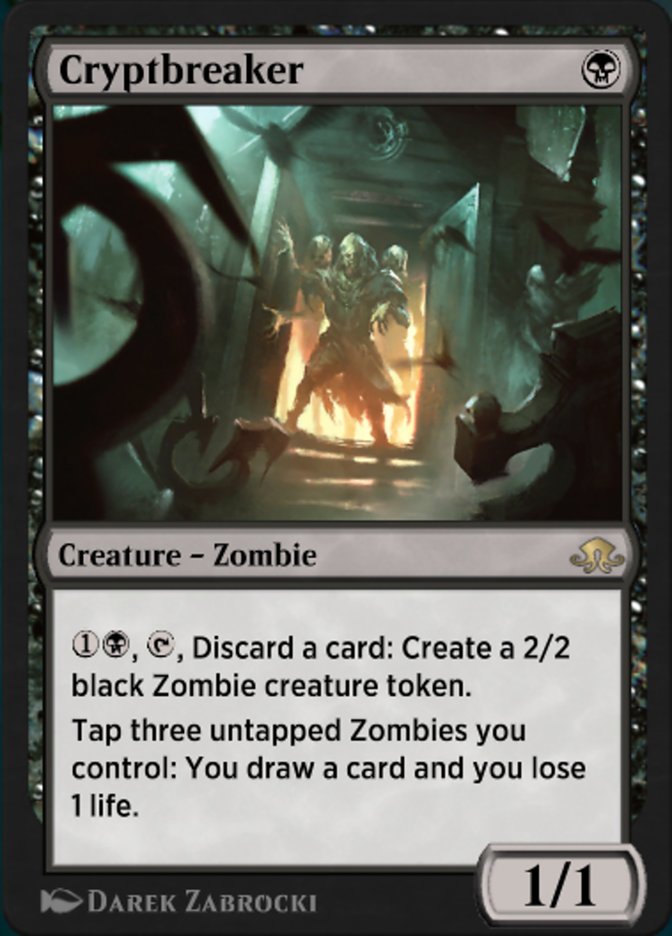 Cryptbreaker
Creature – Zombie
1, , Discard a card: Create a 2/2
black Zombie creature token.
Tap three untapped Zombies you
control: You draw a card and you lose
1 life.
1/1
DAREK ZABROCKI